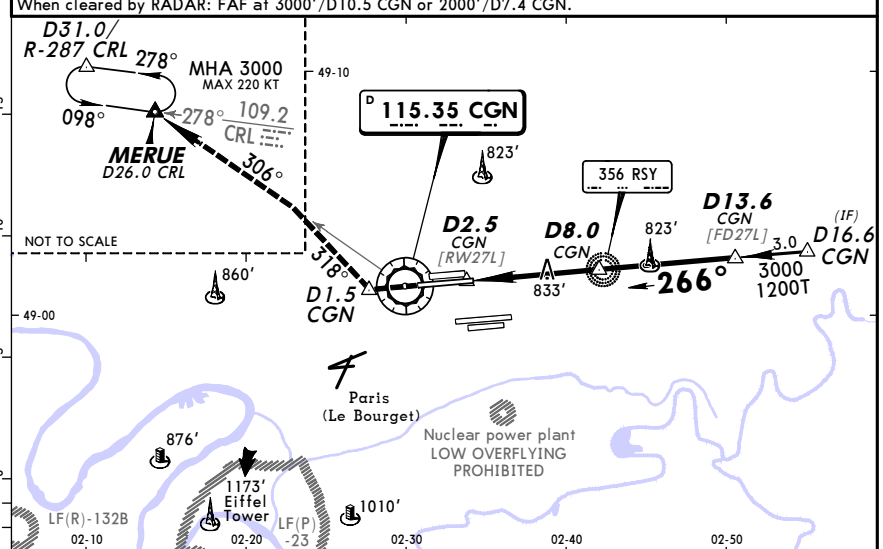 When cleared by RADAR: FAF at 3000'/D10.5 CGN or 2000'/D7.4 CGN.
D31.0/
R-287 CRL
278°
MHA 3000
MAX 220 KT
49-10
098°
278°
109.2
CRL
MERUE
D26.0 CRL
306°
D 115.35 CGN
823'
356 RSY
D2.5
CGN
[RW27L]
D8.0
CGN
823'
D13.6
CGN
[FD27L]
(IF)
D16.6
CGN
3.0
3000
1200T
NOT TO SCALE
318°
860'
D1.5
CGN
833'
266°
49-00
Paris
(Le Bourget)
Nuclear power plant
LOW OVERFLYING
PROHIBITED
876'
1173'
Eiffel
Tower
1010'
LF(R)-132B
LF(P)
-23
02-10
02-20
02-30
02-40
02-50